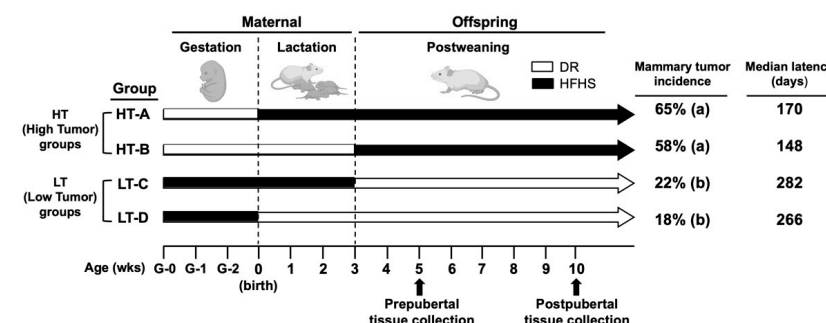 Maternal Offspring
Gestation Lactation Postweaning
DR
HFHS
Mammary tumor
incidence
Median latency
(days)
Group
HT
(High Tumor)
groups
HT-A 65% (a) 170
HT-B 58% (a) 148
LT
(Low Tumor)
groups
LT-C 22% (b) 282
LT-D 18% (b) 266
Age (wks) G-0 G-1 G-2 0 1 2 3 4 5 6 7 8 9 10
(birth)
Prepubertal
tissue collection
Postpubertal
tissue collection